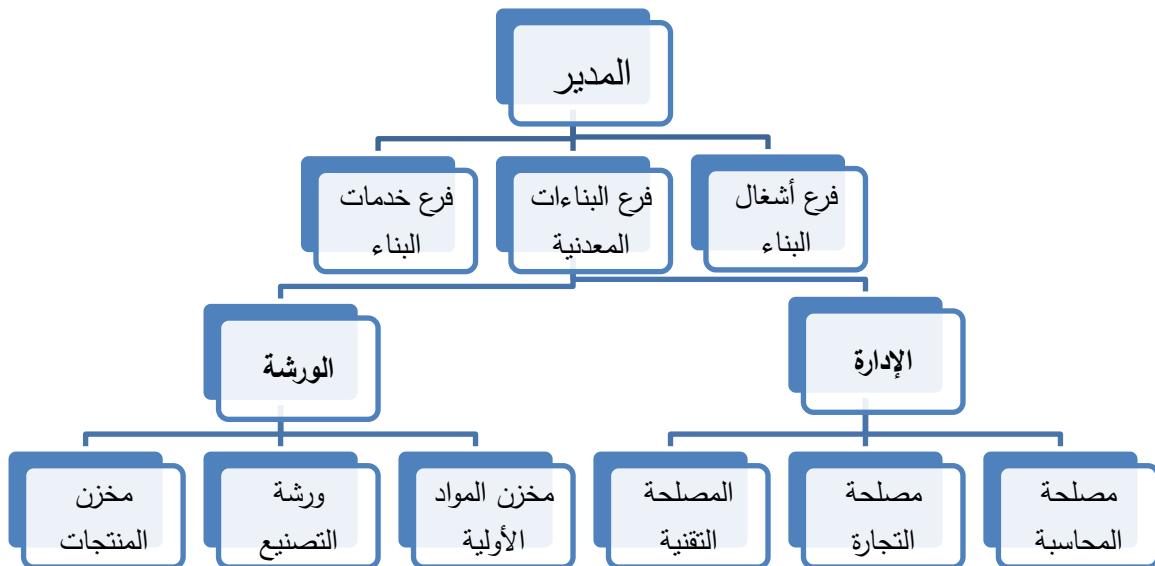 المدير
فرع أشغال
البناء
فرع البناءات
المعدنية
فرع خدمات
البناء
الإدارة
الورشة
مصلحة
المحاسبة
مصلحة
التجارة
المصلحة
التقنية
مخزن المواد
الأولية
ورشة
التصنيع
مخزن
المنتجات